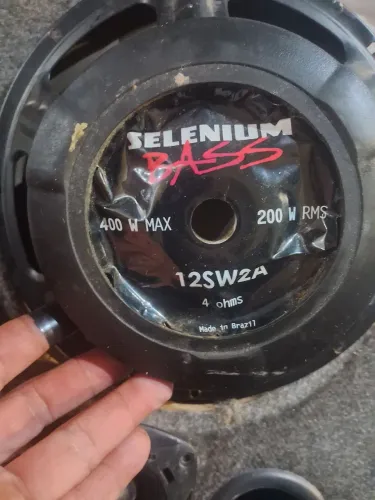 SELENIUM
BASS
400 W MAX 200 W RMS
12SW2A
4 ohms
Made in Brazil